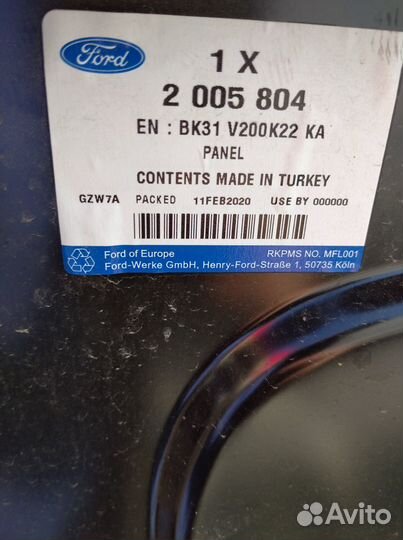 Ford
1 X
2 005 804
EN : BK31 V200K22 KA
PANEL
CONTENTS MADE IN TURKEY
GZW7A PACKED 11FEB2020 USE BY 000000
Ford of Europe RKPMS NO. MFL001
Ford-Werke GmbH, Henry-Ford-Straße 1, 50735 Köln
Avito